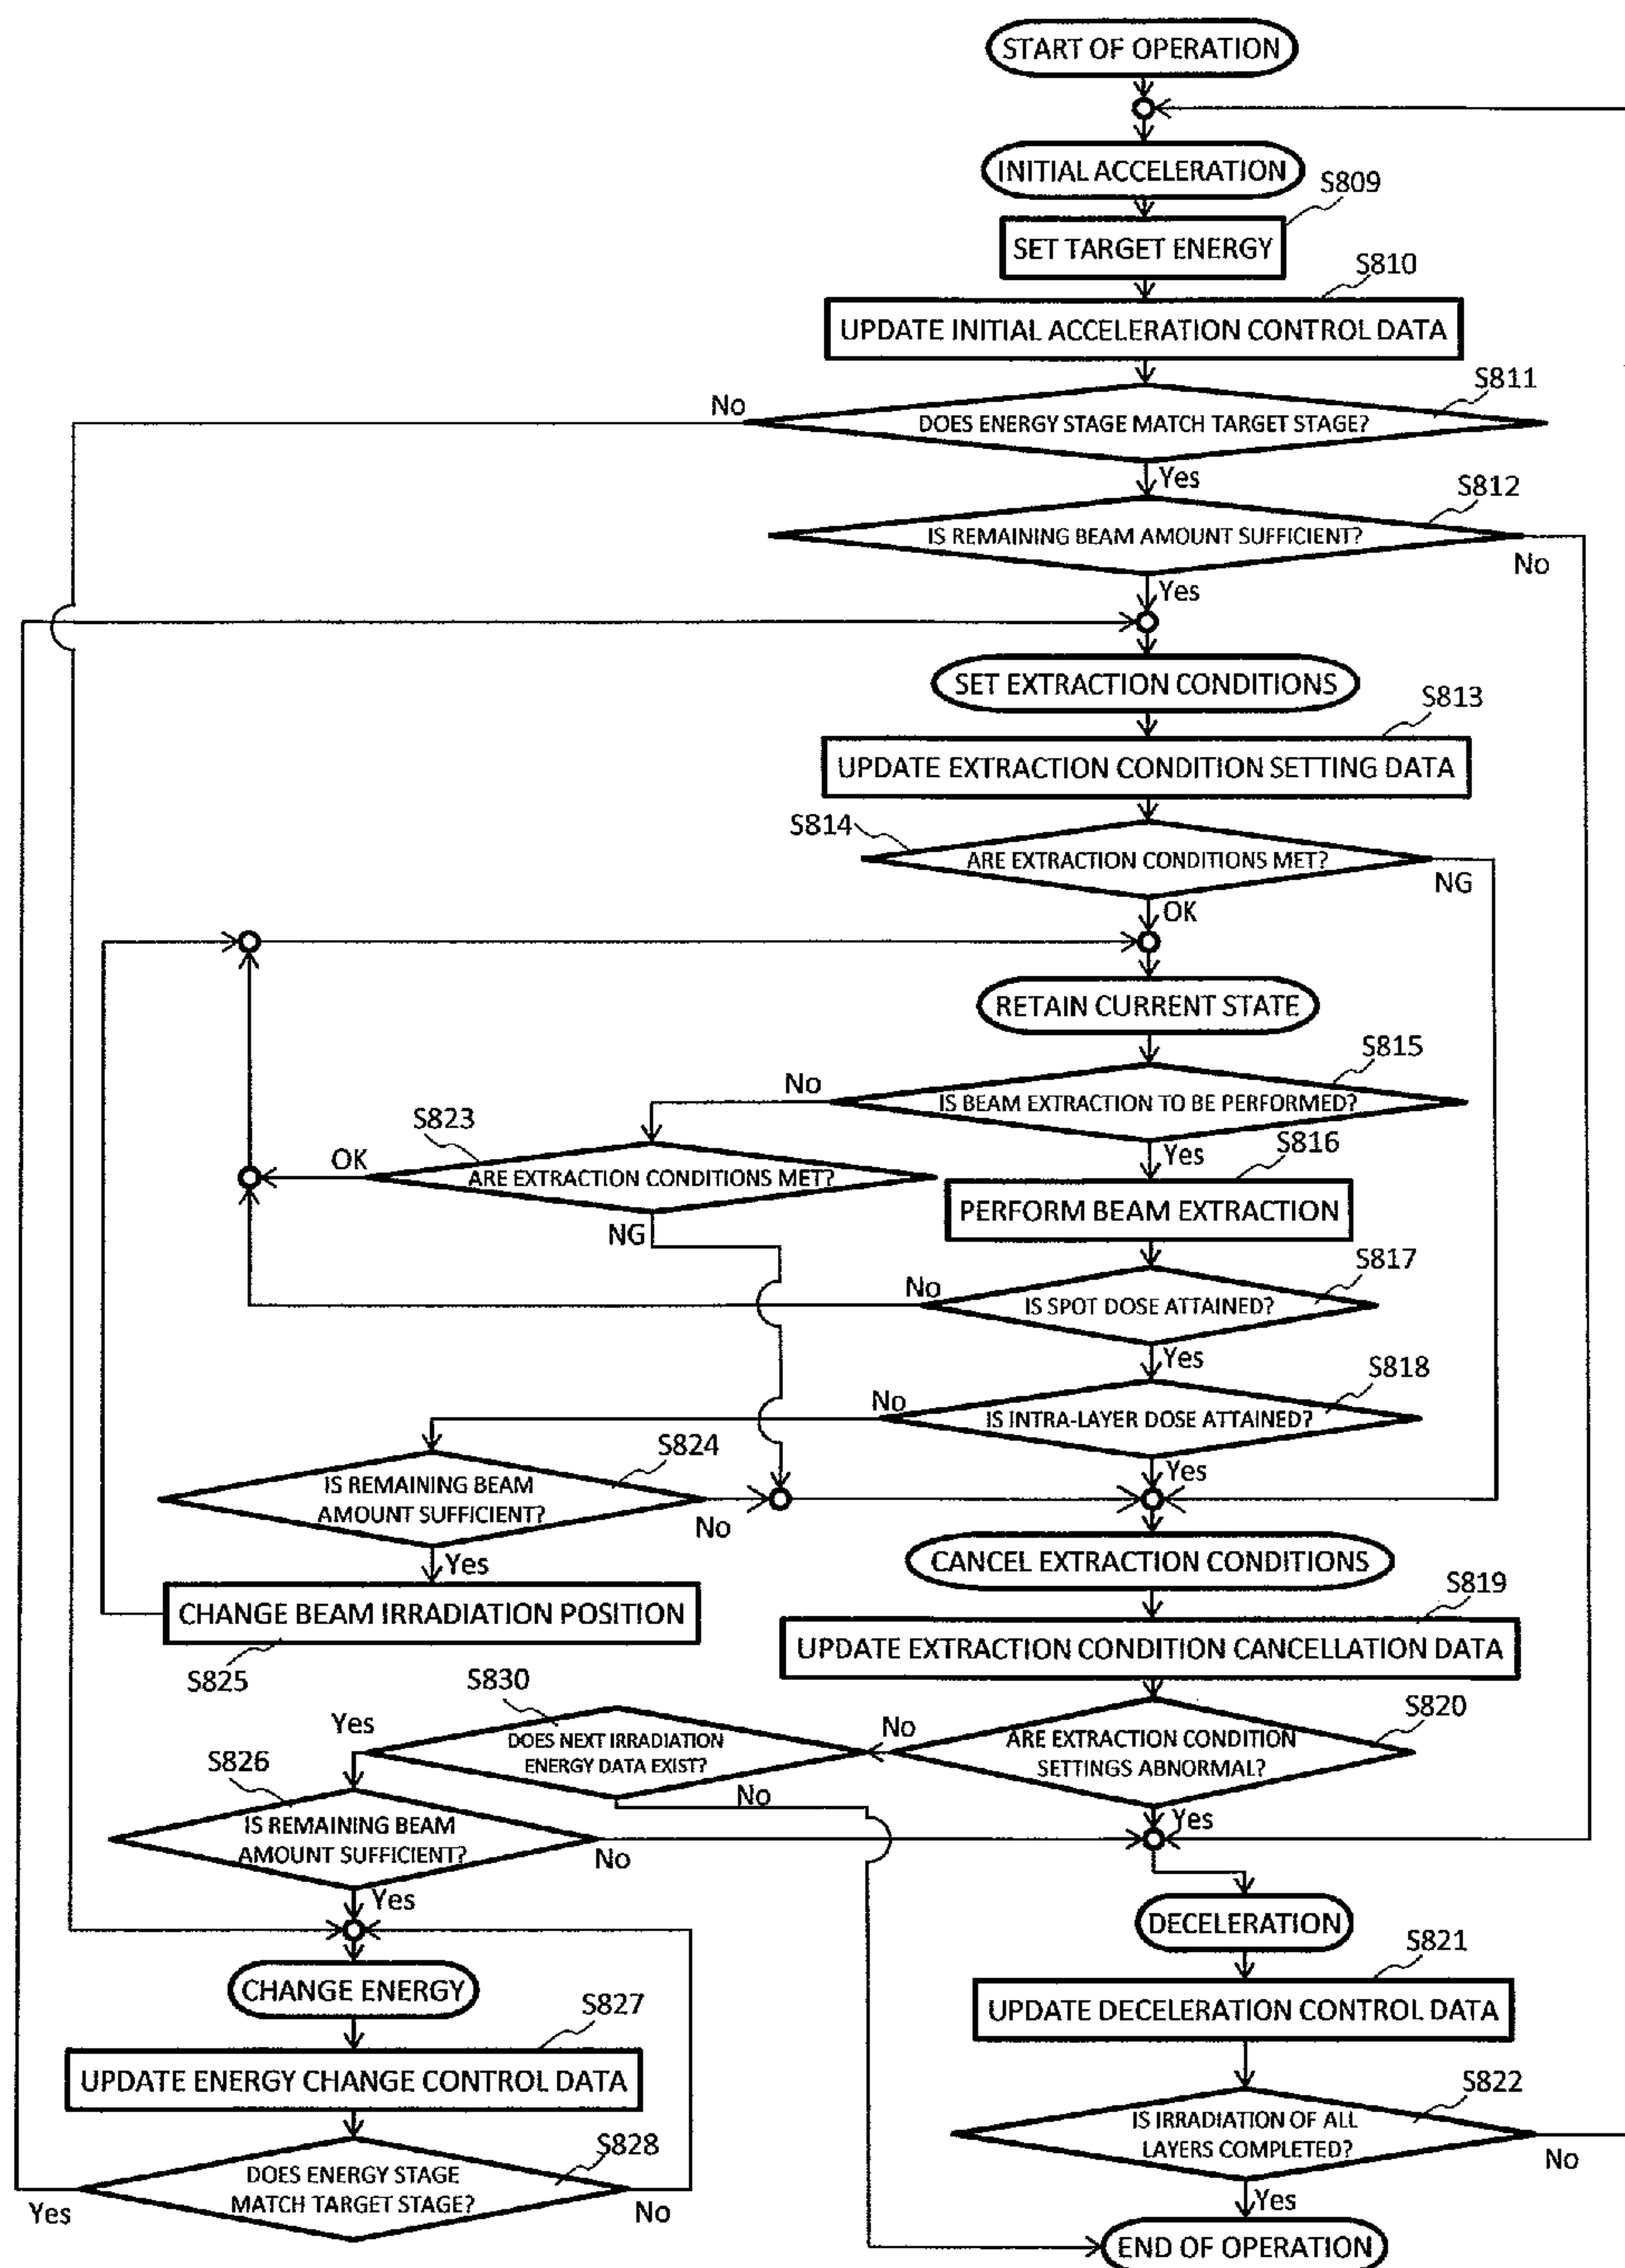 START OF OPERATION
INITIAL ACCELERATION
S809
SET TARGET ENERGY
S810
UPDATE INITIAL ACCELERATION CONTROL DATA
S811
No
DOES ENERGY STAGE MATCH TARGET STAGE?
Yes
S812
IS REMAINING BEAM AMOUNT SUFFICIENT?
No
Yes
SET EXTRACTION CONDITIONS
S813
UPDATE EXTRACTION CONDITION SETTING DATA
S814
ARE EXTRACTION CONDITIONS MET?
NG
OK
RETAIN CURRENT STATE
S815
No
IS BEAM EXTRACTION TO BE PERFORMED?
S823
Yes
S816
OK
ARE EXTRACTION CONDITIONS MET?
PERFORM BEAM EXTRACTION
NG
S817
No
IS SPOT DOSE ATTAINED?
Yes
S818
No
IS INTRA-LAYER DOSE ATTAINED?
S824
Yes
IS REMAINING BEAM
AMOUNT SUFFICIENT?
No
Yes
CANCEL EXTRACTION CONDITIONS
S819
CHANGE BEAM IRRADIATION POSITION
UPDATE EXTRACTION CONDITION CANCELLATION DATA
S825
S830
S820
Yes
DOES NEXT IRRADIATION
ENERGY DATA EXIST?
No
ARE EXTRACTION CONDITION
SETTINGS ABNORMAL?
S826
No
Yes
IS REMAINING BEAM
AMOUNT SUFFICIENT?
No
Yes
DECELERATION
S821
CHANGE ENERGY
UPDATE DECELERATION CONTROL DATA
S827
UPDATE ENERGY CHANGE CONTROL DATA
S822
IS IRRADIATION OF ALL
LAYERS COMPLETED?
No
S828
DOES ENERGY STAGE
MATCH TARGET STAGE?
Yes
No
Yes
END OF OPERATION